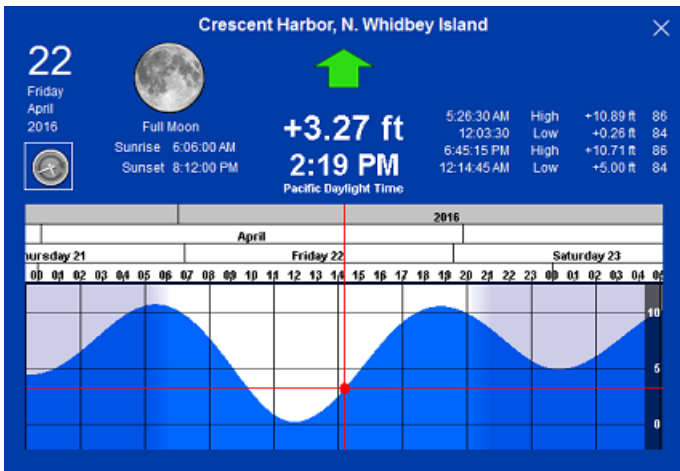 Crescent Harbor, N. Whidbey Island
22
Friday
April
2016
Full Moon
Sunrise 6:06:00 AM
Sunset 8:12:00 PM
+3.27 ft
2:19 PM
Pacific Daylight Time
5:26:30 AM High +10.89 ft 86
12:03:30 Low +0.26 ft 84
6:45:15 PM High +10.71 ft 86
12:14:45 AM Low +5.00 ft 84
2016
April
ursday 21 Friday 22 Saturday 23
00 01 02 03 04 05 06 07 08 09 10 11 12 13 14 15 16 17 18 19 20 21 22 23 00 01 02 03 04 05
10
5
0